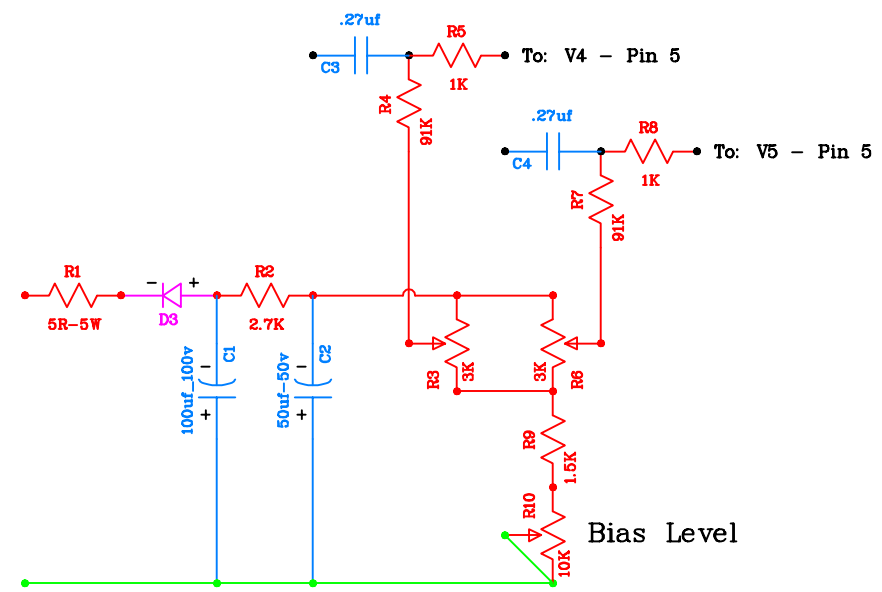 .27uf
R5
C3
To: V4 - Pin 5
1K
R4
91K
.27uf
R8
C4
To: V5 - Pin 5
1K
R7
91K
R1
- +
R2
5R-5W
D3
2.7K
-
C1
100uf_100v
+
-
C2
50uf-50v
+
R3
3K
3K
R6
R9
1.5K
R10
Bias Level
10K